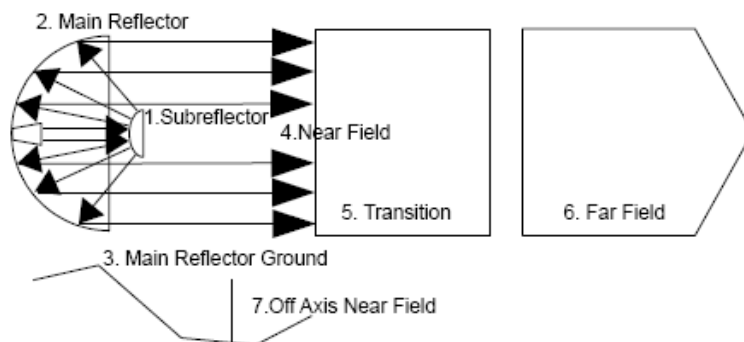 2. Main Reflector
1.Subreflector
4.Near Field
5. Transition
6. Far Field
3. Main Reflector Ground
7.Off Axis Near Field